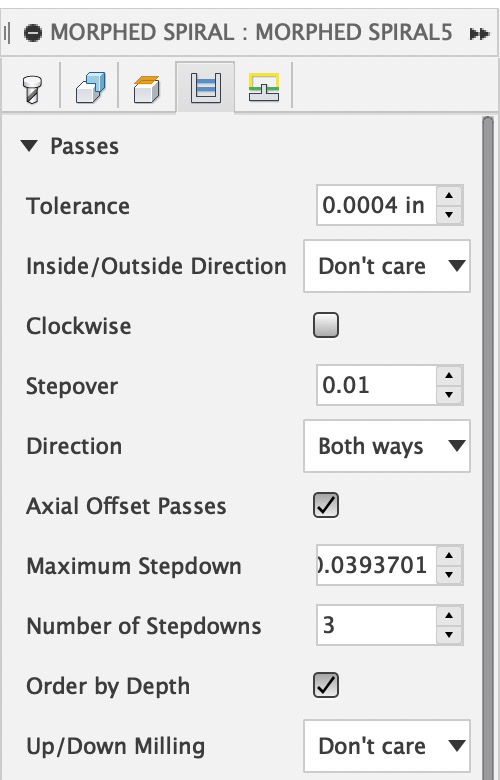 MORPHED SPIRAL : MORPHED SPIRAL5
Passes
Tolerance 0.0004 in
Inside/Outside Direction Don't care
Clockwise
Stepover 0.01
Direction Both ways
Axial Offset Passes
Maximum Stepdown 0.0393701
Number of Stepdowns 3
Order by Depth
Up/Down Milling Don't care